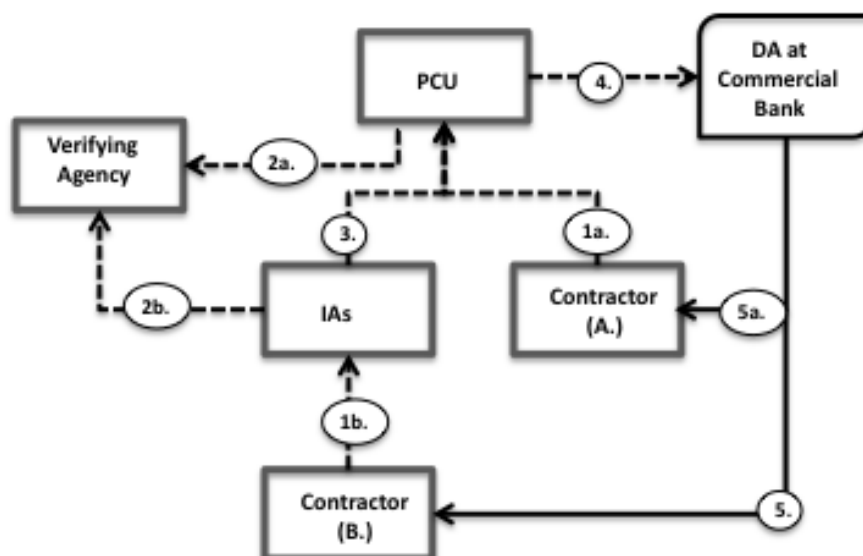 PCU
4.
DA at
Commercial
Bank
Verifying
Agency
2a.
3.
1a.
2b.
IAs
Contractor
(A.)
5a.
1b.
Contractor
(B.)
5.